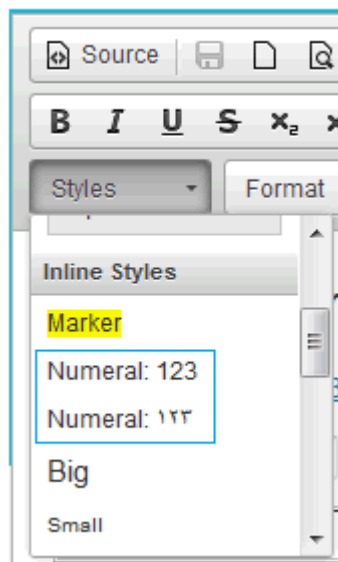 Source
B I U S x₂
Styles Format
Inline Styles
Marker
Numeral: 123
Numeral: ١٢٣
Big
Small